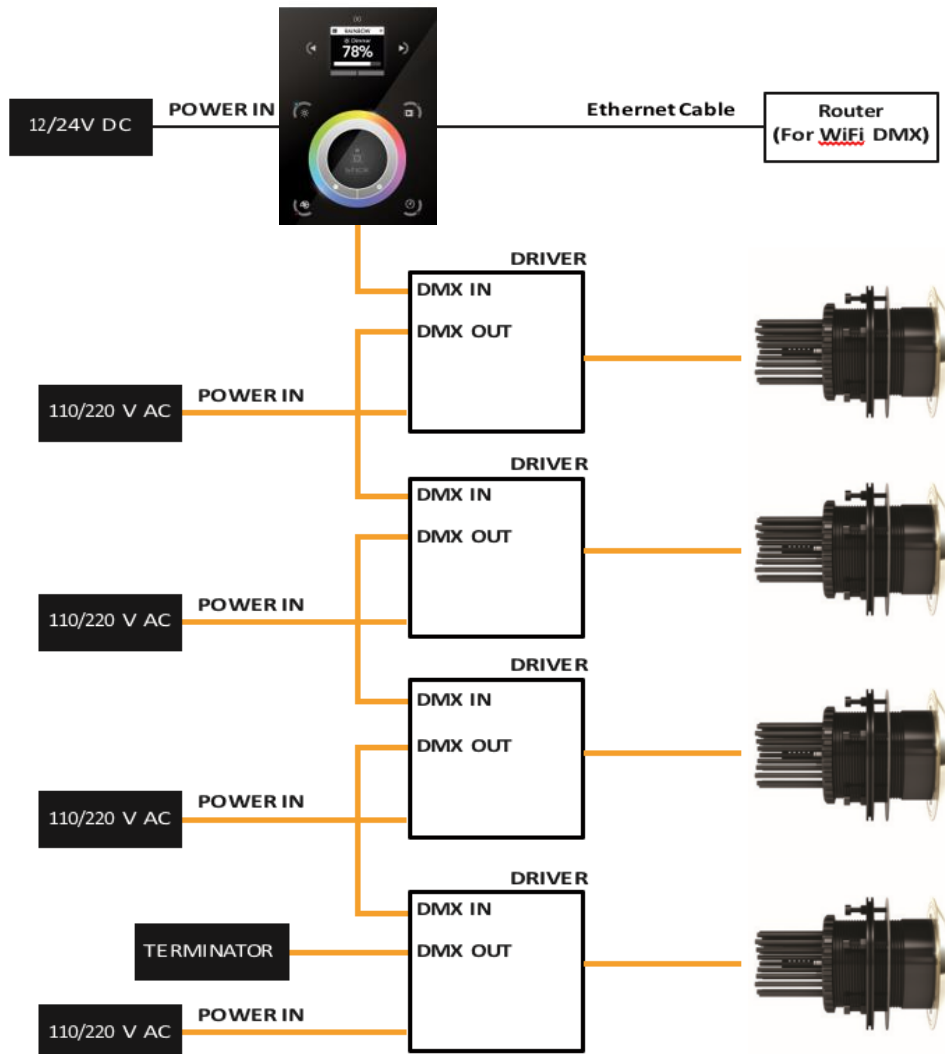 RAINBOW
Dimmer
78%
POWER IN
12/24V DC
Ethernet Cable
Router
(For WiFi DMX)
DRIVER
DMX IN
DMX OUT
POWER IN
110/220 V AC
DRIVER
DMX IN
DMX OUT
POWER IN
110/220 V AC
DRIVER
DMX IN
DMX OUT
POWER IN
110/220 V AC
DRIVER
DMX IN
DMX OUT
TERMINATOR
POWER IN
110/220 V AC